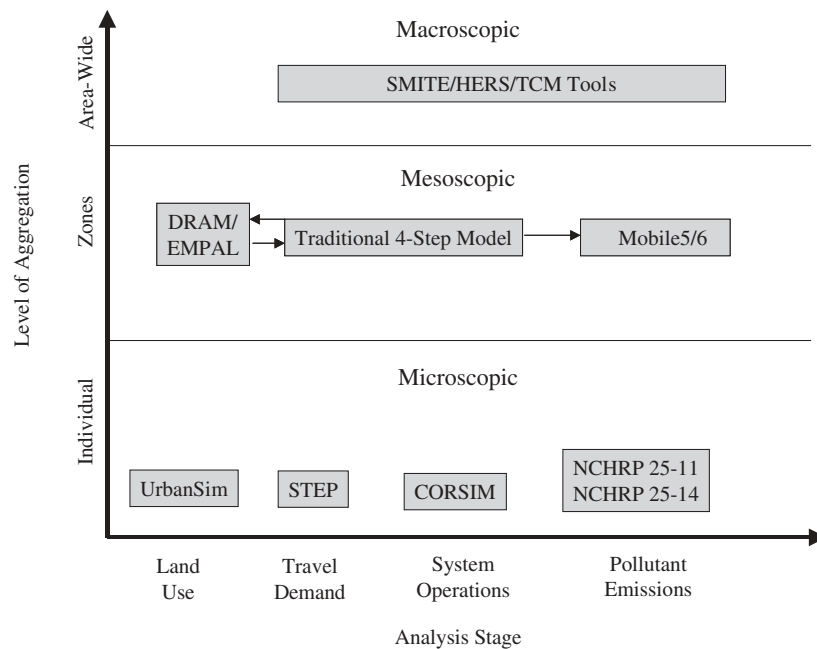 Macroscopic
Area-Wide
SMITE/HERS/TCM Tools
Mesoscopic
Level of Aggregation
Zones
DRAM/
EMPAL
Traditional 4-Step Model
Mobile5/6
Microscopic
Individual
UrbanSim
STEP
CORSIM
NCHRP 25-11
NCHRP 25-14
Land
Use
Travel
Demand
System
Operations
Pollutant
Emissions
Analysis Stage